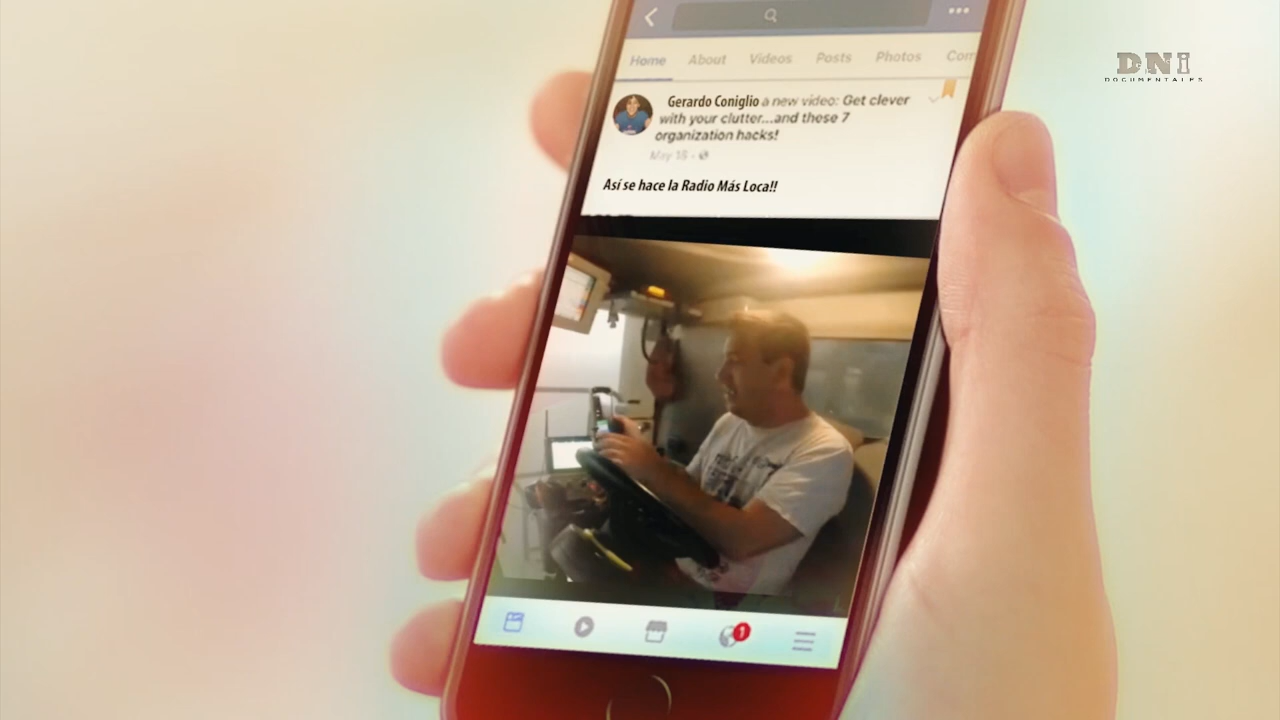 DNi
DOCUMENTALES
Home About Videos Posts Photos Com
Gerardo Coniglio a new video: Get clever
with your clutter...and these 7
organization hacks!
May 15
Así se hace la Radio Más Loca!!
1